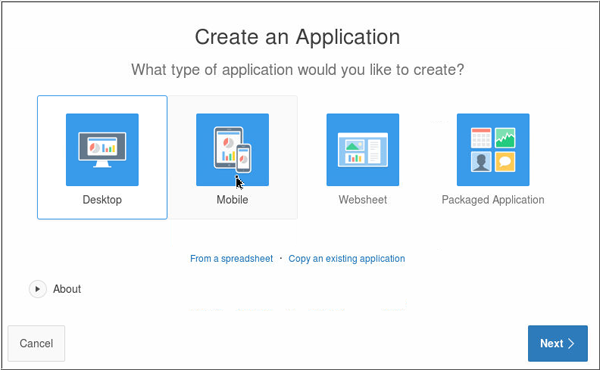 Create an Application
What type of application would you like to create?
Desktop
Mobile
Websheet
Packaged Application
From a spreadsheet · Copy an existing application
About
Cancel
Next